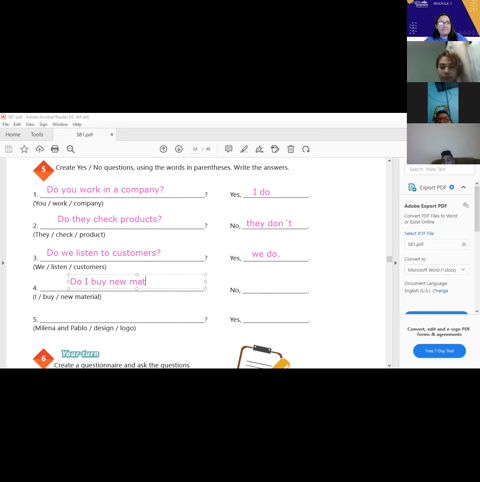 MODULE 1
SB1.pdf - Adobe Acrobat Reader DC (64-bit)
File Edit View Sign Window Help
Home Tools SB1.pdf ×
24 / 48
5 Create Yes / No questions, using the words in parentheses. Write the answers.
1. Do you work in a company? ? Yes, I do .
(You / work / company)
2. Do they check products? ? No, they don´t .
(They / check / product)
3. Do we listen to customers? ? Yes, we do. .
(We / listen / customers)
4. Do I buy new mat ? No, .
(I / buy / new material)
5. ? Yes, .
(Milena and Pablo / design / logo)
6 Your turn
Create a questionnaire and ask the questions
Search 'Hide Text'
Export PDF
Adobe Export PDF
Convert PDF Files to Word
or Excel Online
Select PDF File
SB1.pdf ×
Convert to
Microsoft Word (*.docx)
Document Language:
English (U.S.) Change
Convert, edit and e-sign PDF
forms & agreements
Free 7-Day Trial